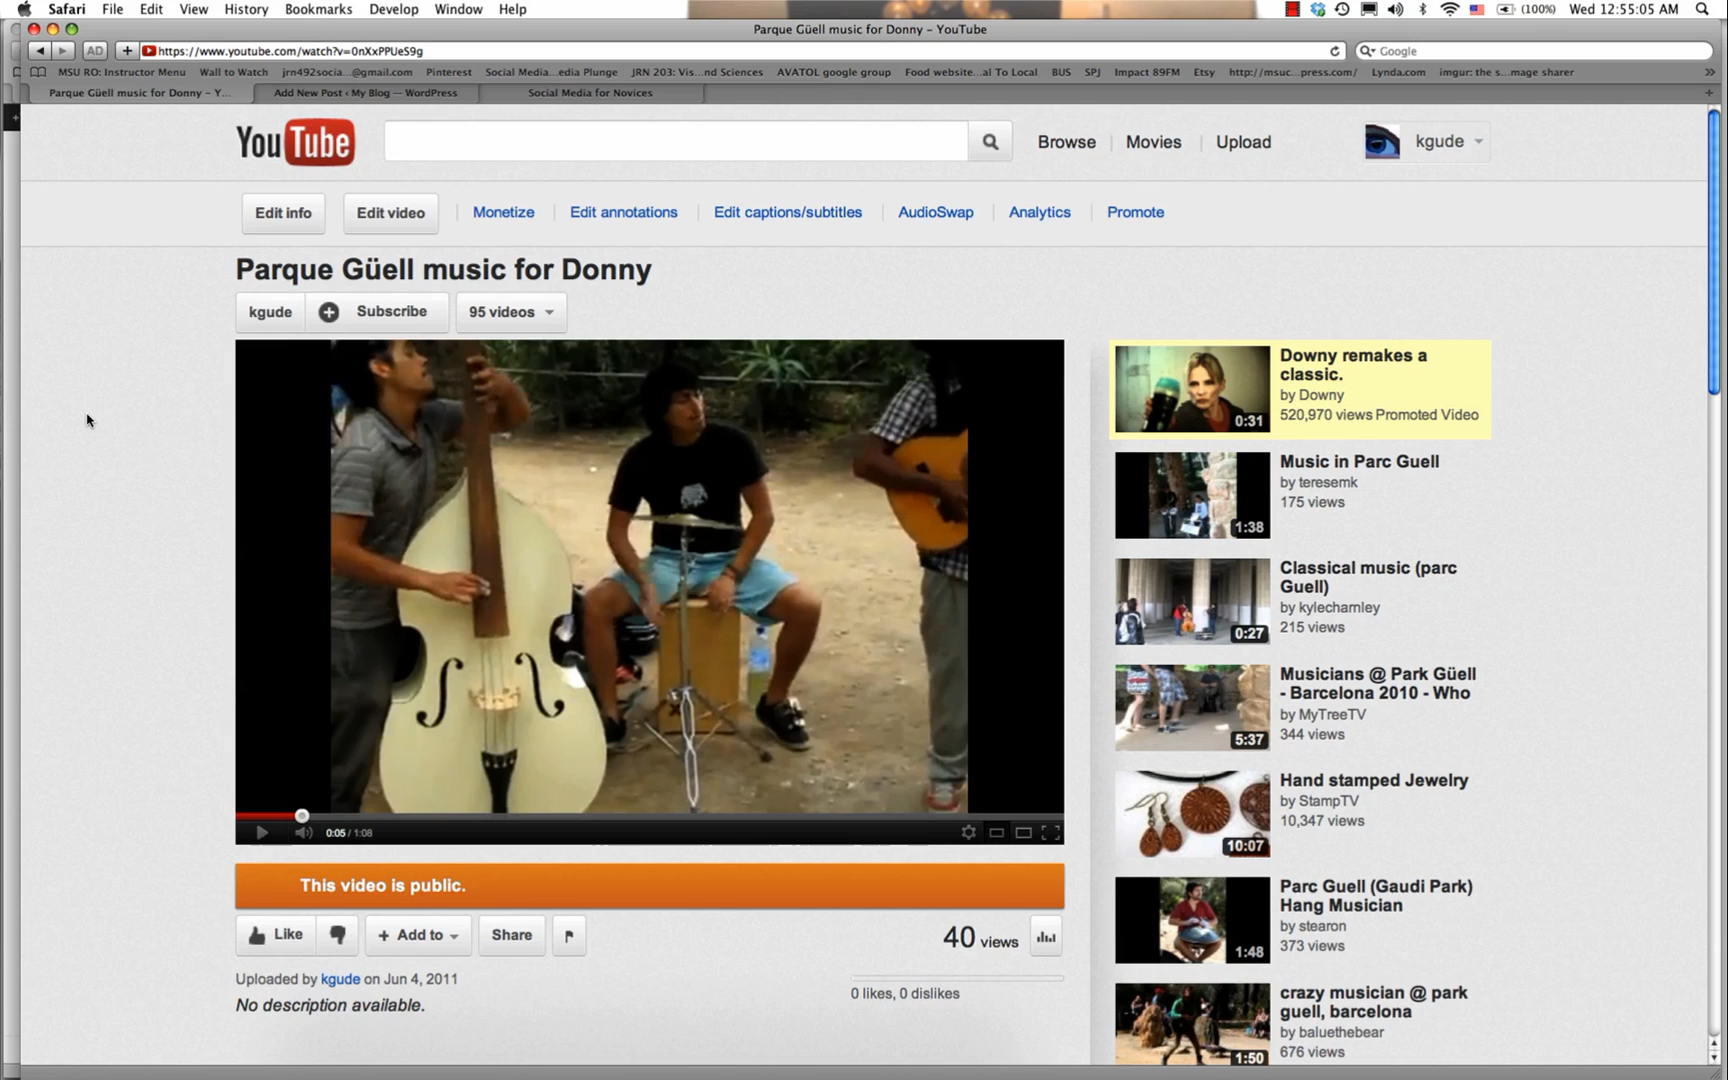 Safari File Edit View History Bookmarks Develop Window Help (100%) Wed 12:55:05 AM
Parque Güell music for Donny – YouTube
AD + https://www.youtube.com/watch?v=0nXxPPUeS9g Google
MSU RO: Instructor Menu Wall to Watch jrn492socia...@gmail.com Pinterest Social Media...edia Plunge JRN 203: Vis...nd Sciences AVATOL google group Food website...al To Local BUS SPJ Impact 89FM Etsy http://msuc...press.com/ Lynda.com imgur: the s...mage sharer »
Parque Güell music for Donny – Y... Add New Post ‹ My Blog — WordPress Social Media for Novices +
YouTube Browse Movies Upload kgude
Edit info Edit video Monetize Edit annotations Edit captions/subtitles AudioSwap Analytics Promote
Parque Güell music for Donny
kgude Subscribe 95 videos
0:05 / 1:08
This video is public.
Like + Add to Share 40 views
Uploaded by kgude on Jun 4, 2011
0 likes, 0 dislikes
No description available.
Downy remakes a
classic.
by Downy
520,970 views Promoted Video
0:31
Music in Parc Guell
by teresemk
175 views
1:38
Classical music (parc
Guell)
by kylecharnley
215 views
0:27
Musicians @ Park Güell
- Barcelona 2010 - Who
by MyTreeTV
344 views
5:37
Hand stamped Jewelry
by StampTV
10,347 views
10:07
Parc Guell (Gaudi Park)
Hang Musician
by stearon
373 views
1:48
crazy musician @ park
guell, barcelona
by baluethebear
676 views
1:50